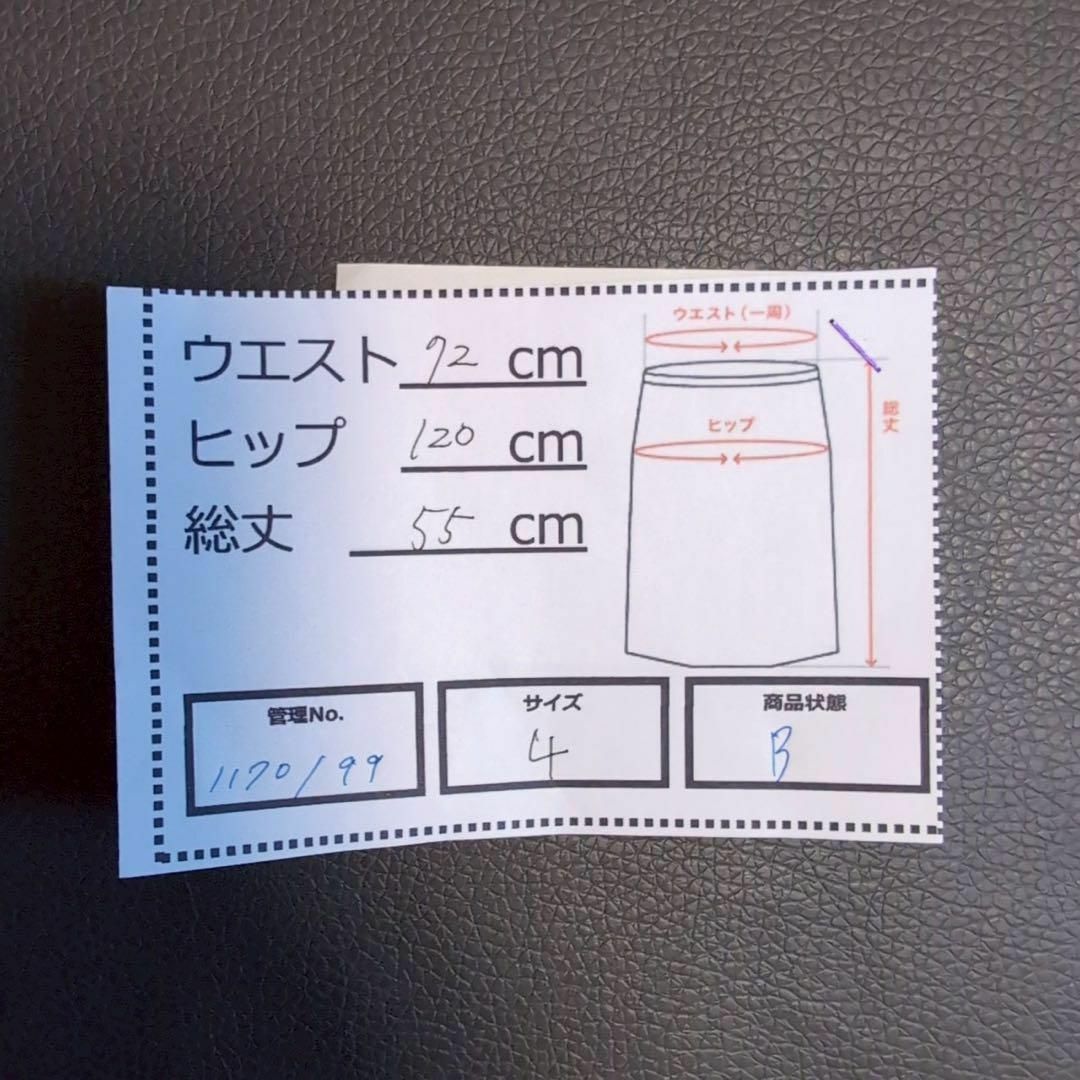 ウエスト 92 cm
ヒップ 120 cm
総丈 55 cm
ウエスト(一周)
ヒップ
総丈
管理No.
1170/99
サイズ
4
商品状態
B